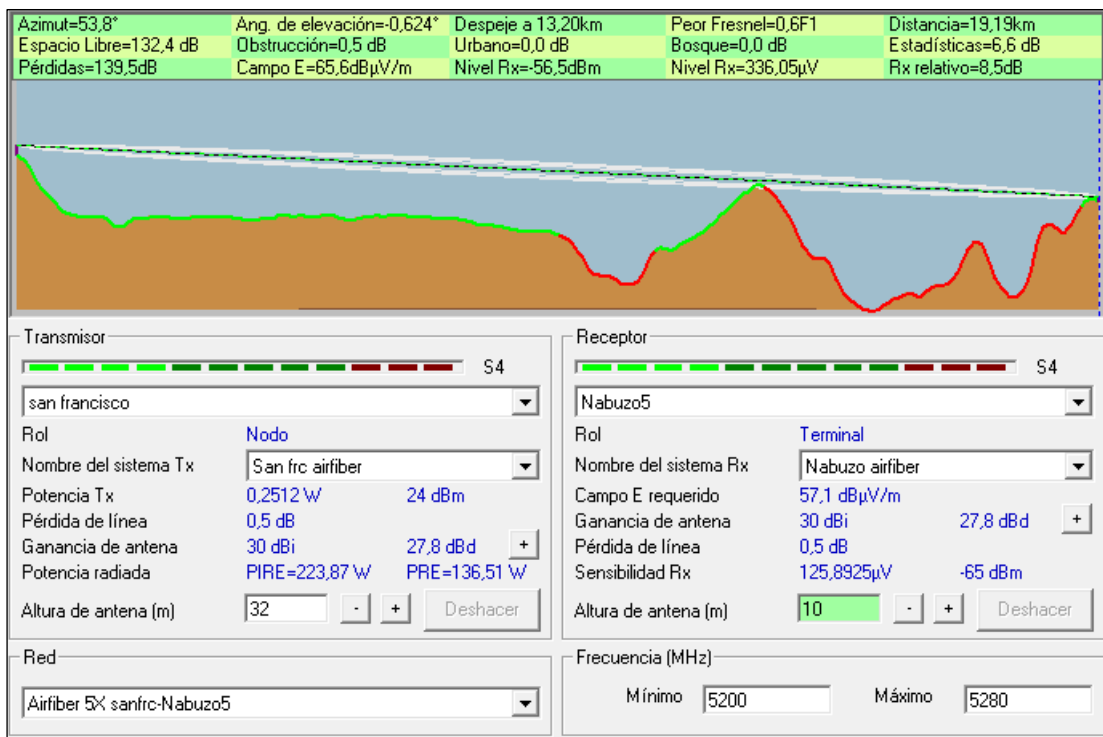 Azimut=53,8° Ang. de elevación=-0,624° Despeje a 13,20km Peor Fresnel=0,6F1 Distancia=19,19km
Espacio Libre=132,4 dB Obstrucción=0,5 dB Urbano=0,0 dB Bosque=0,0 dB Estadísticas=6,6 dB
Pérdidas=139,5dB Campo E=65,6dBµV/m Nivel Rx=-56,5dBm Nivel Rx=336,05µV Rx relativo=8,5dB
Transmisor
S4
san francisco
Rol Nodo
Nombre del sistema Tx San frc airfiber
Potencia Tx 0,2512 W 24 dBm
Pérdida de línea 0,5 dB
Ganancia de antena 30 dBi 27,8 dBd +
Potencia radiada PIRE=223,87 W PRE=136,51 W
Altura de antena (m) 32 - + Deshacer
Receptor
S4
Nabuzo5
Rol Terminal
Nombre del sistema Rx Nabuzo airfiber
Campo E requerido 57,1 dBµV/m
Ganancia de antena 30 dBi 27,8 dBd +
Pérdida de línea 0,5 dB
Sensibilidad Rx 125,8925µV -65 dBm
Altura de antena (m) 10 - + Deshacer
Red
Airfiber 5X sanfrc-Nabuzo5
Frecuencia (MHz)
Mínimo 5200 Máximo 5280